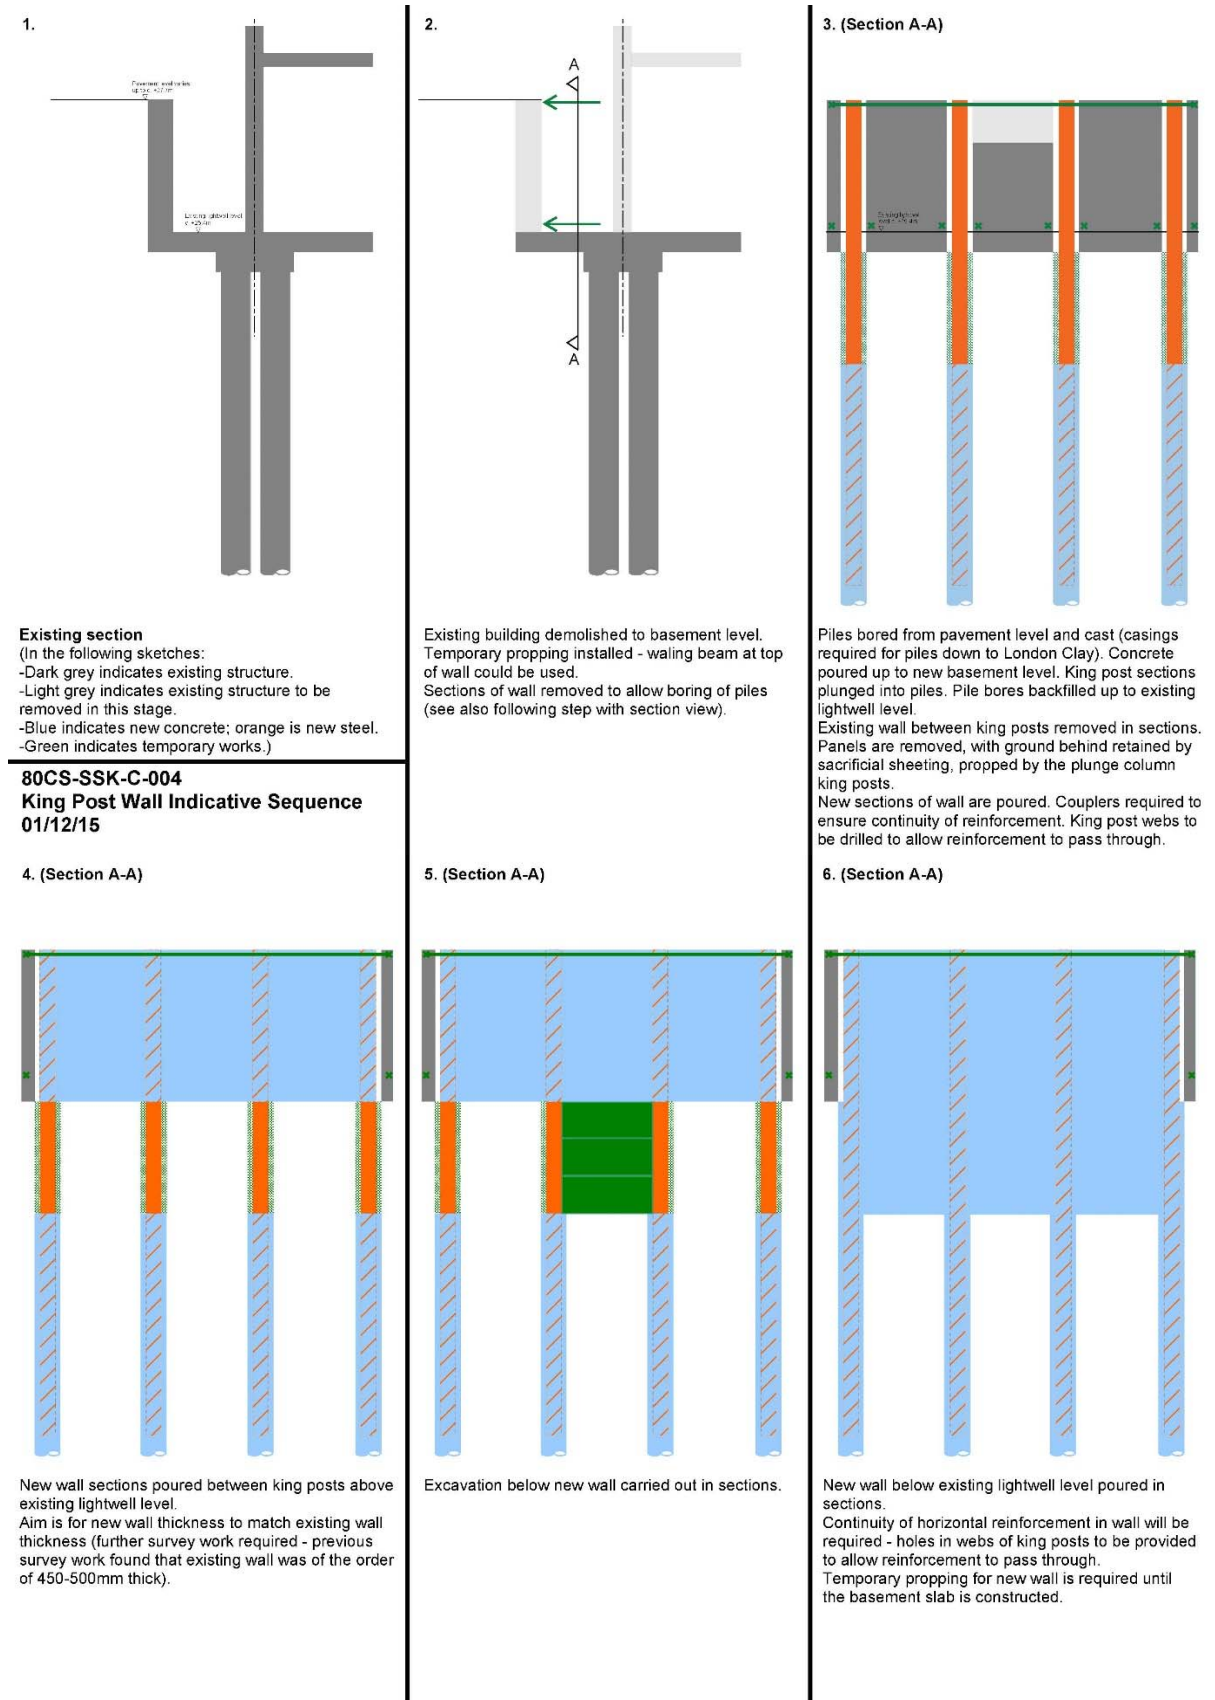 1.
Pavement level varies
Existing lightwell level
Existing section
(In the following sketches:
-Dark grey indicates existing structure.
-Light grey indicates existing structure to be
removed in this stage.
-Blue indicates new concrete; orange is new steel.
-Green indicates temporary works.)
80CS-SSK-C-004
King Post Wall Indicative Sequence
01/12/15
2.
A
A
Existing building demolished to basement level.
Temporary propping installed - waling beam at top
of wall could be used.
Sections of wall removed to allow boring of piles
(see also following step with section view).
3. (Section A-A)
Existing lightwell
Piles bored from pavement level and cast (casings
required for piles down to London Clay). Concrete
poured up to new basement level. King post sections
plunged into piles. Pile bores backfilled up to existing
lightwell level.
Existing wall between king posts removed in sections.
Panels are removed, with ground behind retained by
sacrificial sheeting, propped by the plunge column
king posts.
New sections of wall are poured. Couplers required to
ensure continuity of reinforcement. King post webs to
be drilled to allow reinforcement to pass through.
4. (Section A-A)
New wall sections poured between king posts above
existing lightwell level.
Aim is for new wall thickness to match existing wall
thickness (further survey work required - previous
survey work found that existing wall was of the order
of 450-500mm thick).
5. (Section A-A)
Excavation below new wall carried out in sections.
6. (Section A-A)
New wall below existing lightwell level poured in
sections.
Continuity of horizontal reinforcement in wall will be
required - holes in webs of king posts to be provided
to allow reinforcement to pass through.
Temporary propping for new wall is required until
the basement slab is constructed.